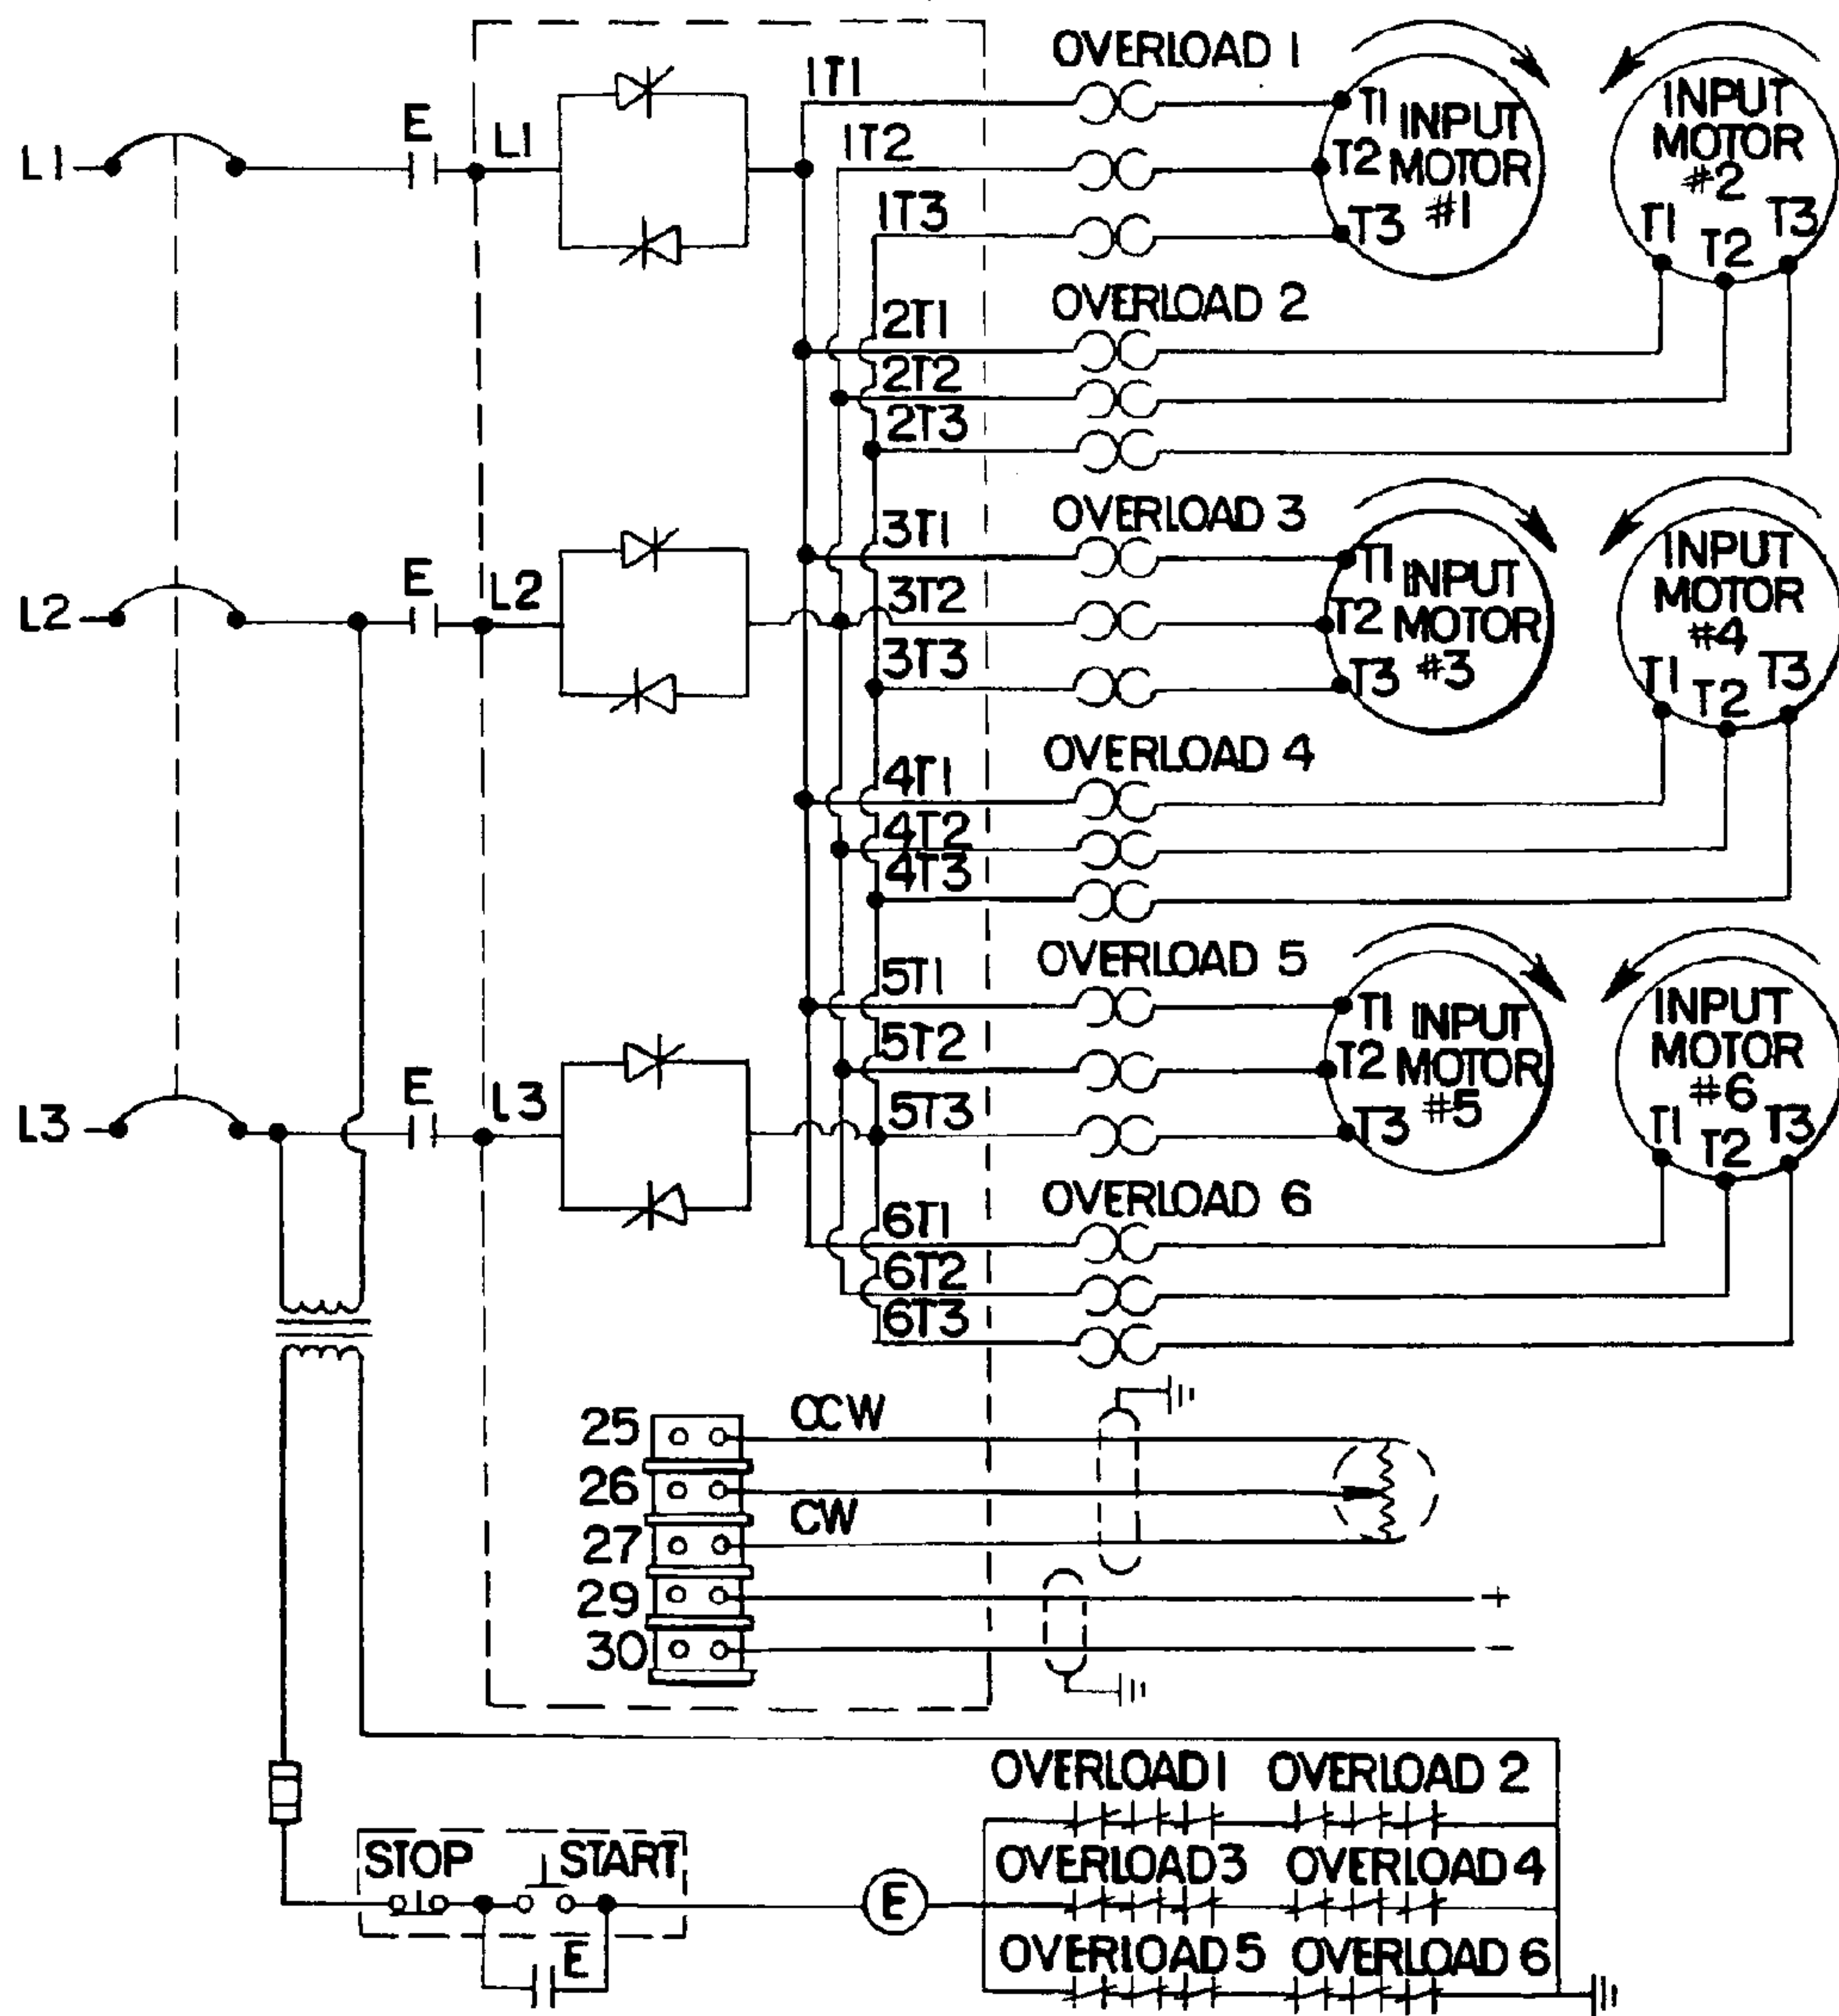 OVERLOAD 1
1T1
T1 INPUT
T2 MOTOR
T3 #1
INPUT
MOTOR
#2
T1 T2 T3
E
L1
L1
1T2
1T3
OVERLOAD 2
2T1
2T2
2T3
OVERLOAD 3
3T1
T1 INPUT
T2 MOTOR
T3 #3
INPUT
MOTOR
#4
T1 T2 T3
E
L2
L2
3T2
3T3
OVERLOAD 4
4T1
4T2
4T3
OVERLOAD 5
5T1
T1 INPUT
T2 MOTOR
T3 #5
INPUT
MOTOR
#6
T1 T2 T3
5T2
E
L3
L3
5T3
OVERLOAD 6
6T1
6T2
6T3
25
CCW
26
27
CW
29
+
30
-
OVERLOAD 1 OVERLOAD 2
STOP START
OVERLOAD 3 OVERLOAD 4
E
E
OVERLOAD 5 OVERLOAD 6